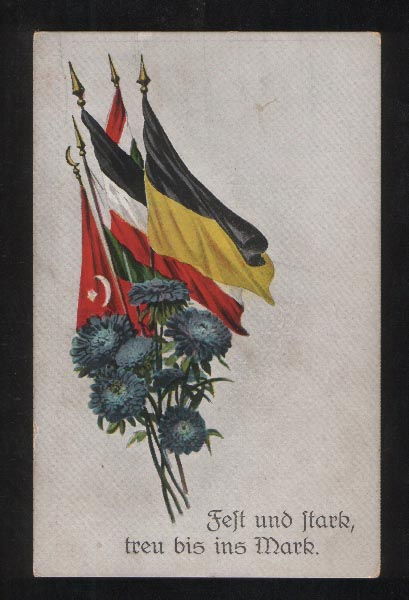 Fest und stark,
treu bis ins Mark.